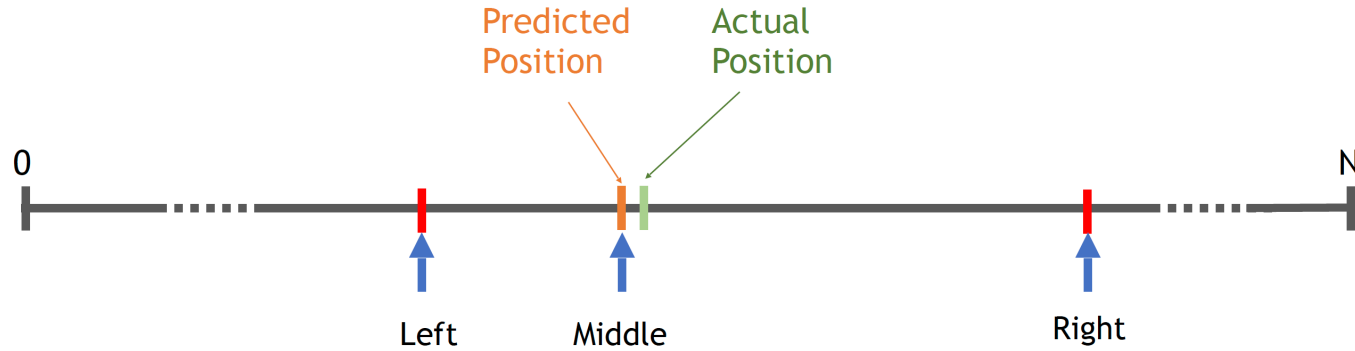 Predicted
Position
Actual
Position
0
N
Left
Middle
Right